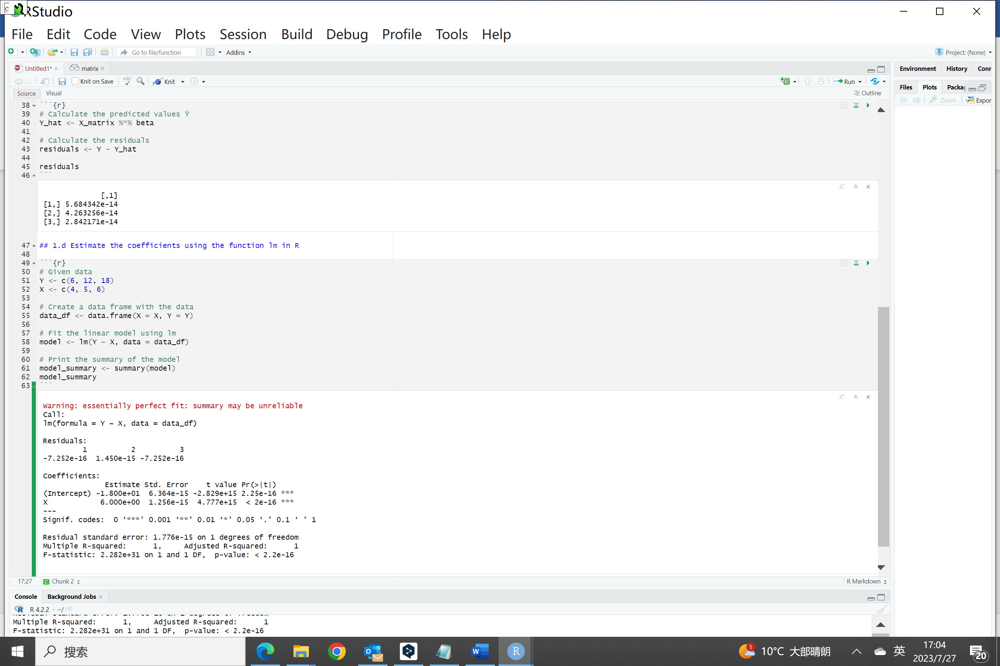 RStudio
File Edit Code View Plots Session Build Debug Profile Tools Help
Go to file/function Addins Project: (None)
Untitled1* matrix
Environment History Conr
Knit on Save Knit Run
Files Plots Packag
Source Visual Outline
Zoom Expor
38 ```{r}
39 # Calculate the predicted values Ŷ
40 Y_hat <- X_matrix %*% beta
41
42 # Calculate the residuals
43 residuals <- Y - Y_hat
44
45 residuals
46 ```
[,1]
[1,] 5.684342e-14
[2,] 4.263256e-14
[3,] 2.842171e-14
47 ## 1.d Estimate the coefficients using the function lm in R
48
49 ```{r}
50 # Given data
51 Y <- c(6, 12, 18)
52 X <- c(4, 5, 6)
53
54 # Create a data frame with the data
55 data_df <- data.frame(X = X, Y = Y)
56
57 # Fit the linear model using lm
58 model <- lm(Y ~ X, data = data_df)
59
60 # Print the summary of the model
61 model_summary <- summary(model)
62 model_summary
63 ```
Warning: essentially perfect fit: summary may be unreliable
Call:
lm(formula = Y ~ X, data = data_df)
Residuals:
1 2 3
-7.252e-16 1.450e-15 -7.252e-16
Coefficients:
Estimate Std. Error t value Pr(>|t|)
(Intercept) -1.800e+01 6.364e-15 -2.829e+15 2.25e-16 ***
X 6.000e+00 1.256e-15 4.777e+15 < 2e-16 ***
---
Signif. codes: 0 ‘***’ 0.001 ‘**’ 0.01 ‘*’ 0.05 ‘.’ 0.1 ‘ ’ 1
Residual standard error: 1.776e-15 on 1 degrees of freedom
Multiple R-squared: 1, Adjusted R-squared: 1
F-statistic: 2.282e+31 on 1 and 1 DF, p-value: < 2.2e-16
17:27 C Chunk 2 R Markdown
Console Background Jobs
R 4.2.2 · ~/
Multiple R-squared: 1, Adjusted R-squared: 1
F-statistic: 2.282e+31 on 1 and 1 DF, p-value: < 2.2e-16
搜索 1 10°C 大部晴朗 英 17:04
2023/7/27 20